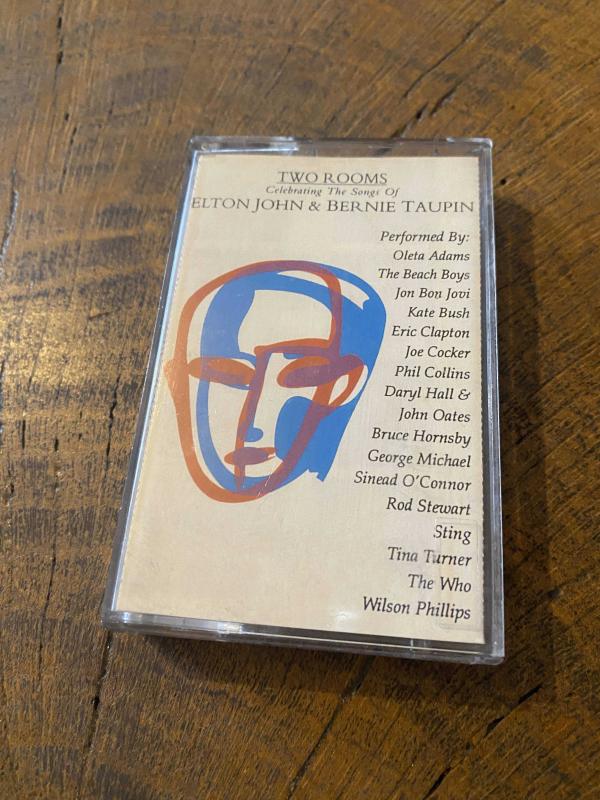 TWO ROOMS
Celebrating The Songs Of
ELTON JOHN & BERNIE TAUPIN
Performed By:
Oleta Adams
The Beach Boys
Jon Bon Jovi
Kate Bush
Eric Clapton
Joe Cocker
Phil Collins
Daryl Hall &
John Oates
Bruce Hornsby
George Michael
Sinead O'Connor
Rod Stewart
Sting
Tina Turner
The Who
Wilson Phillips